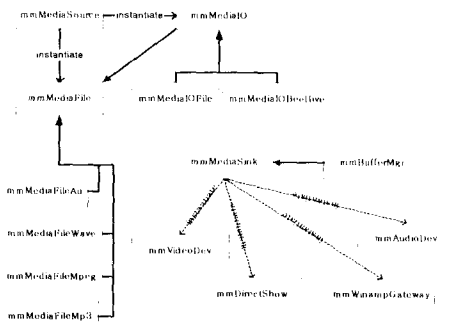 mmMediaSource instantiate mmMediaIO
instantiate
mmMediaFile mmMediaIOFile mmMediaIOBeeHive
mmMediaSink mmBufferMgr
mmMediaFileAu
mmMediaFileWave
mmVideoDev mmAudioDev
mmMediaFileMpeg
mmDirectShow mmWinampGateway
mmMediaFileMp3